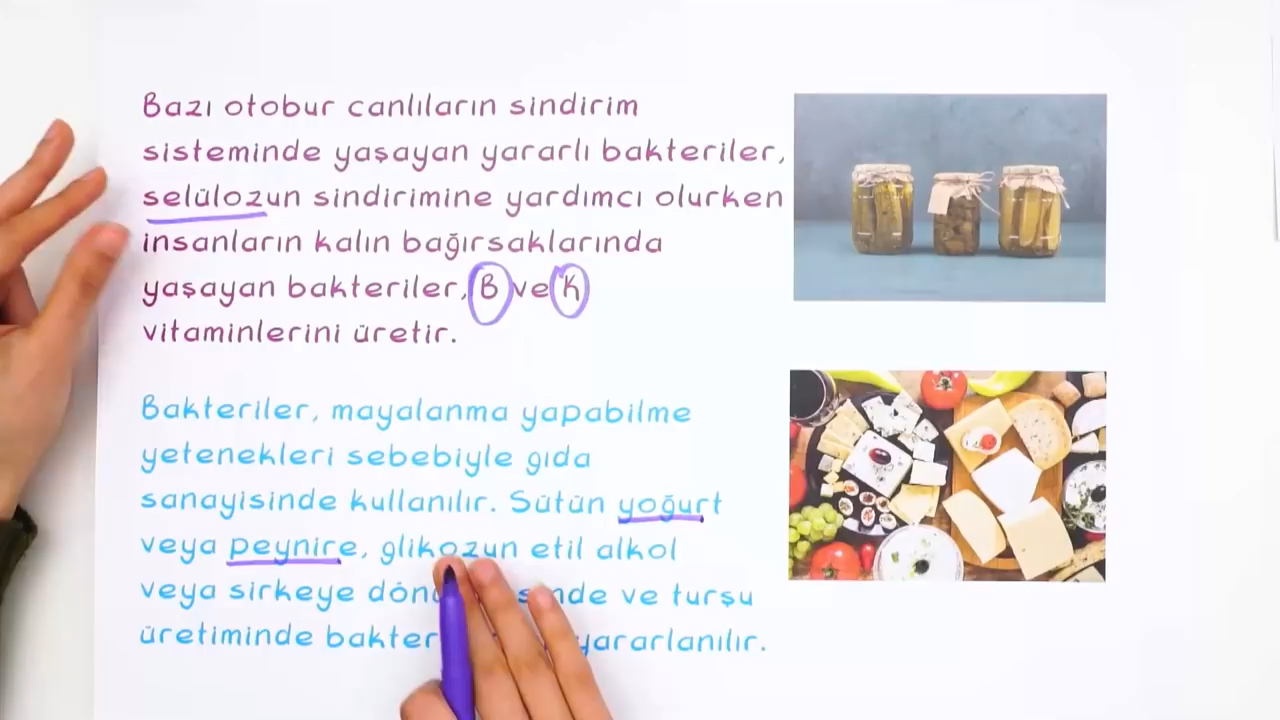 Bazı otobur canlıların sindirim
sisteminde yaşayan yararlı bakteriler,
selülozun sindirimine yardımcı olurken
insanların kalın bağırsaklarında
yaşayan bakteriler, B ve K
vitaminlerini üretir.
Bakteriler, mayalanma yapabilme
yetenekleri sebebiyle gıda
sanayisinde kullanılır. Sütün yoğurt
veya peynire, glikozun etil alkol
veya sirkeye ve turşu
üretiminde yararlanılır.